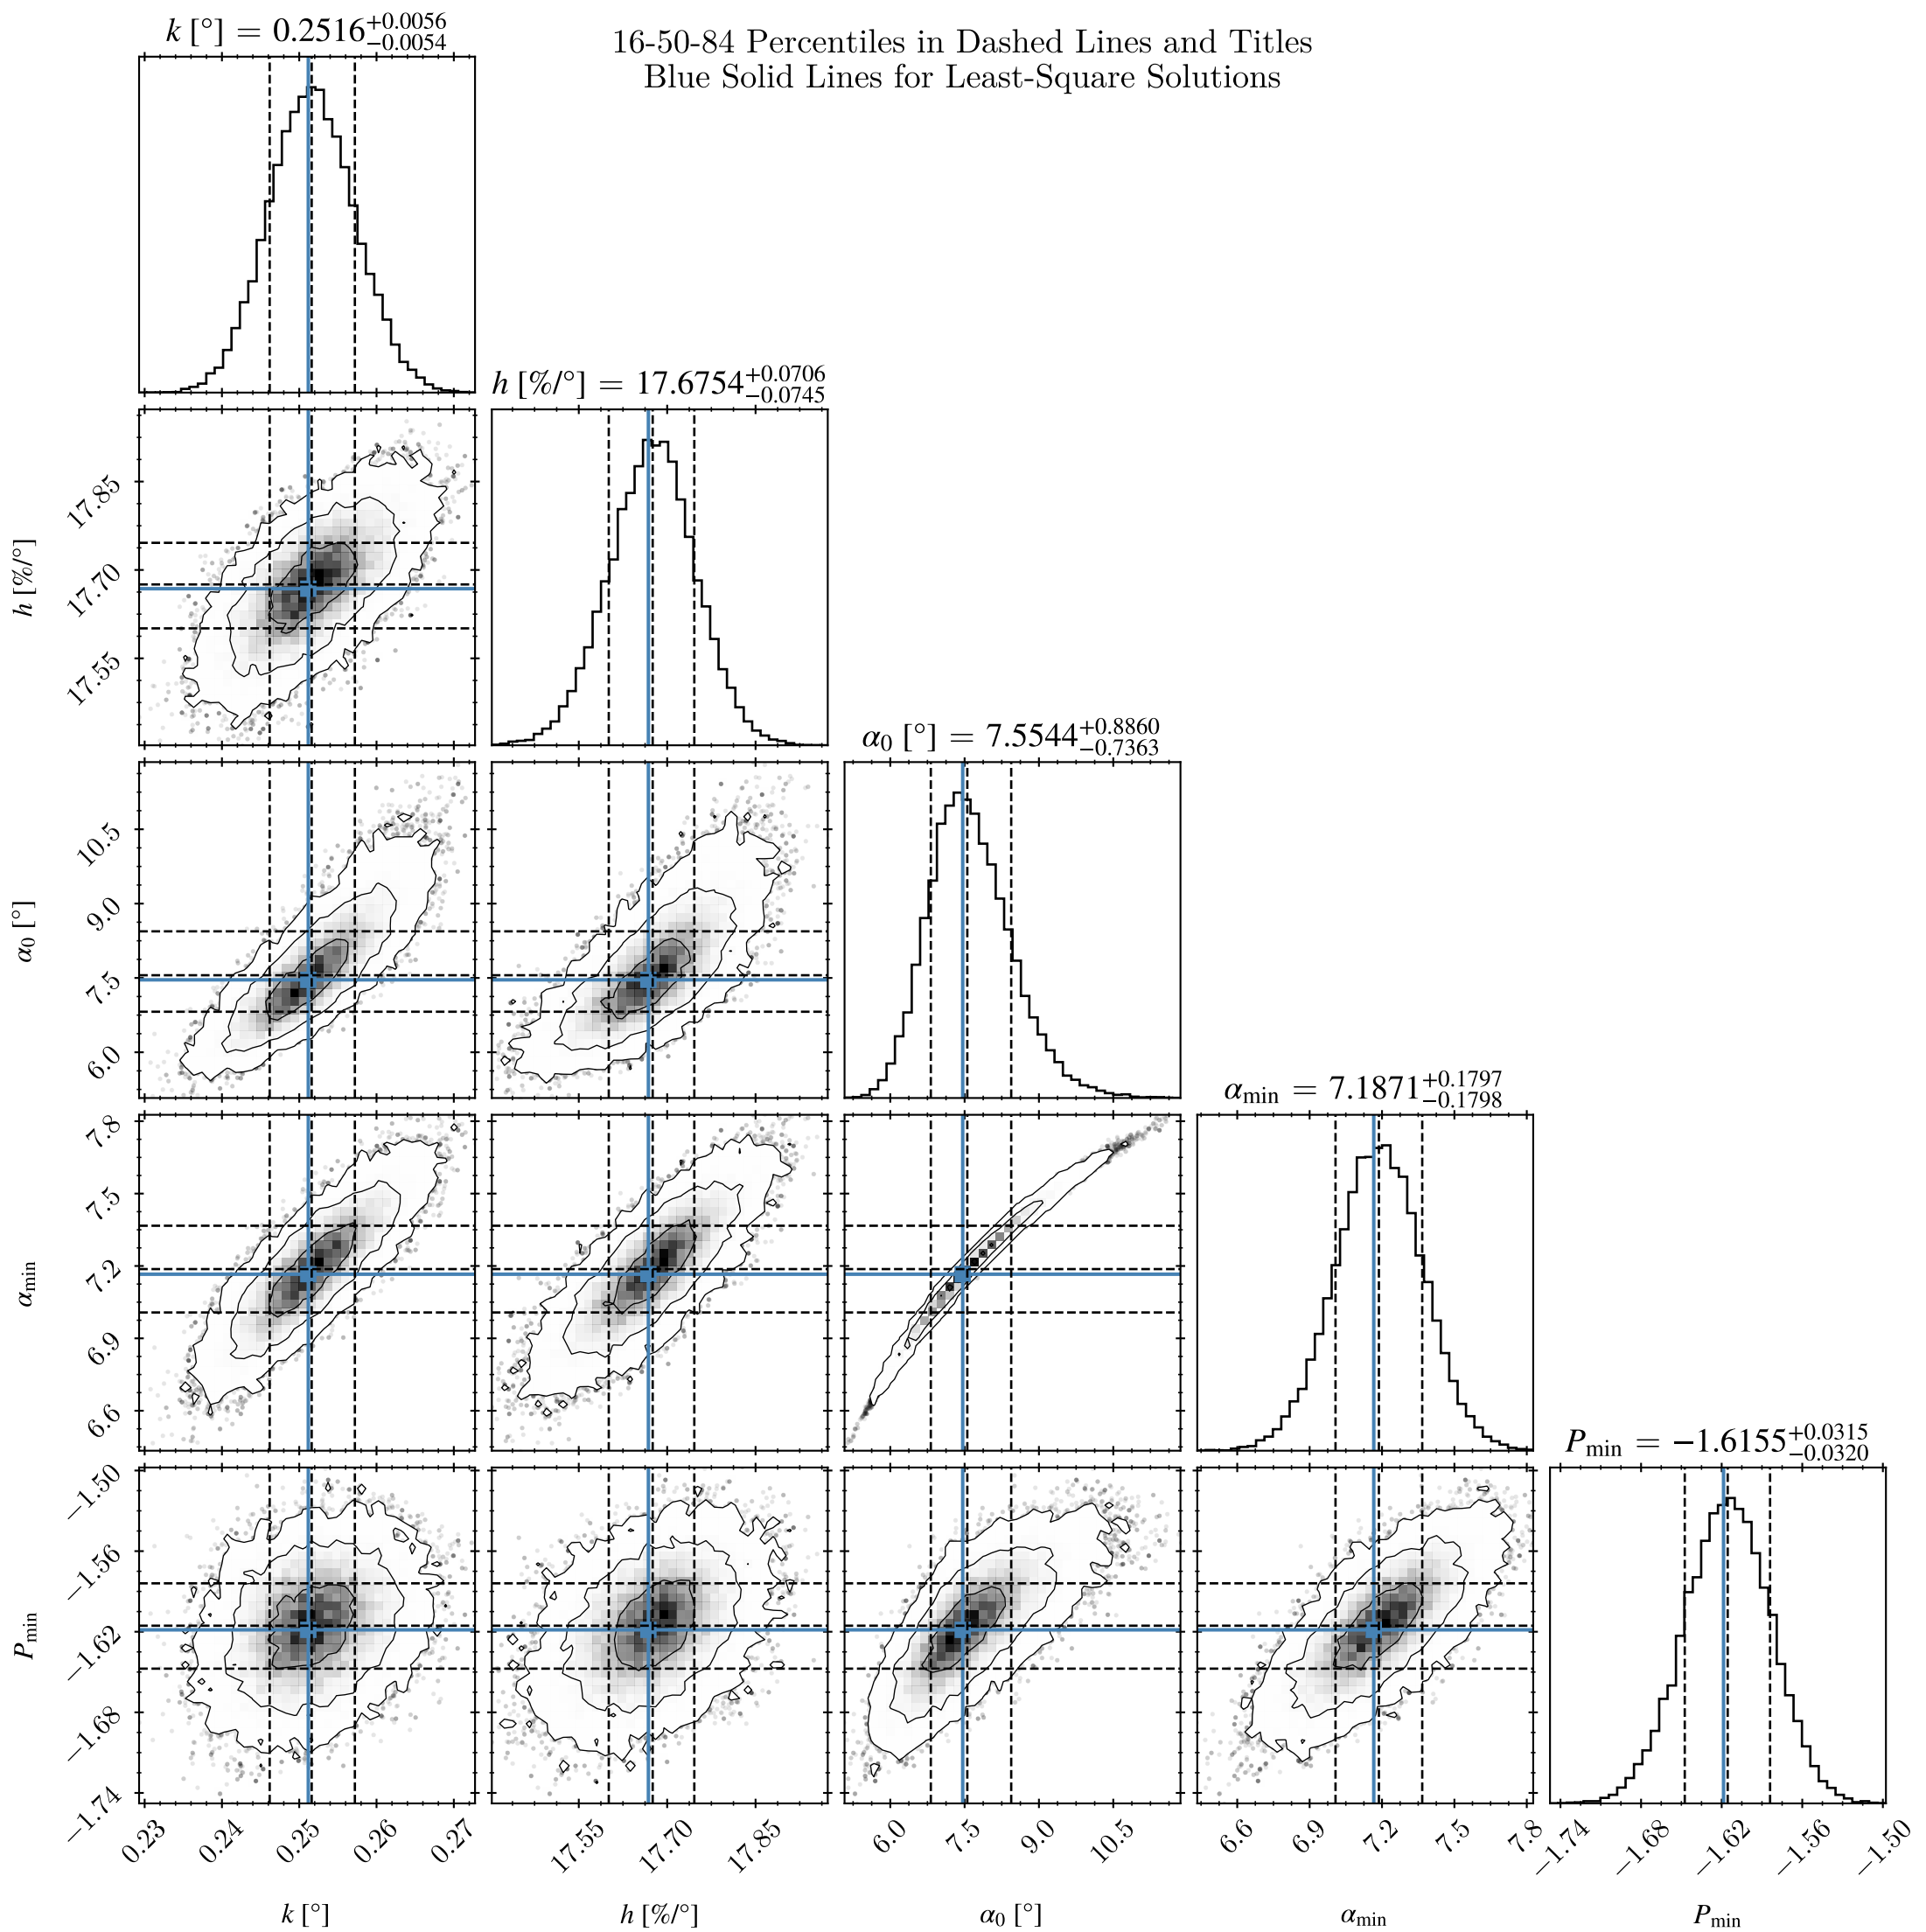 k [°] = 0.2516 +0.0056 −0.0054
16-50-84 Percentiles in Dashed Lines and Titles
Blue Solid Lines for Least-Square Solutions
h [%/°] = 17.6754 +0.0706 −0.0745
h [%/°]
17.85
17.70
17.55
α₀ [°] = 7.5544 +0.8860 −0.7363
α₀ [°]
10.5
9.0
7.5
6.0
αmin = 7.1871 +0.1797 −0.1798
αmin
7.8
7.5
7.2
6.9
6.6
Pmin = −1.6155 +0.0315 −0.0320
Pmin
−1.50
−1.56
−1.62
−1.68
−1.74
0.23 0.24 0.25 0.26 0.27 17.55 17.70 17.85 6.0 7.5 9.0 10.5 6.6 6.9 7.2 7.5 7.8 −1.74 −1.68 −1.62 −1.56 −1.50
k [°] h [%/°] α₀ [°] αmin Pmin